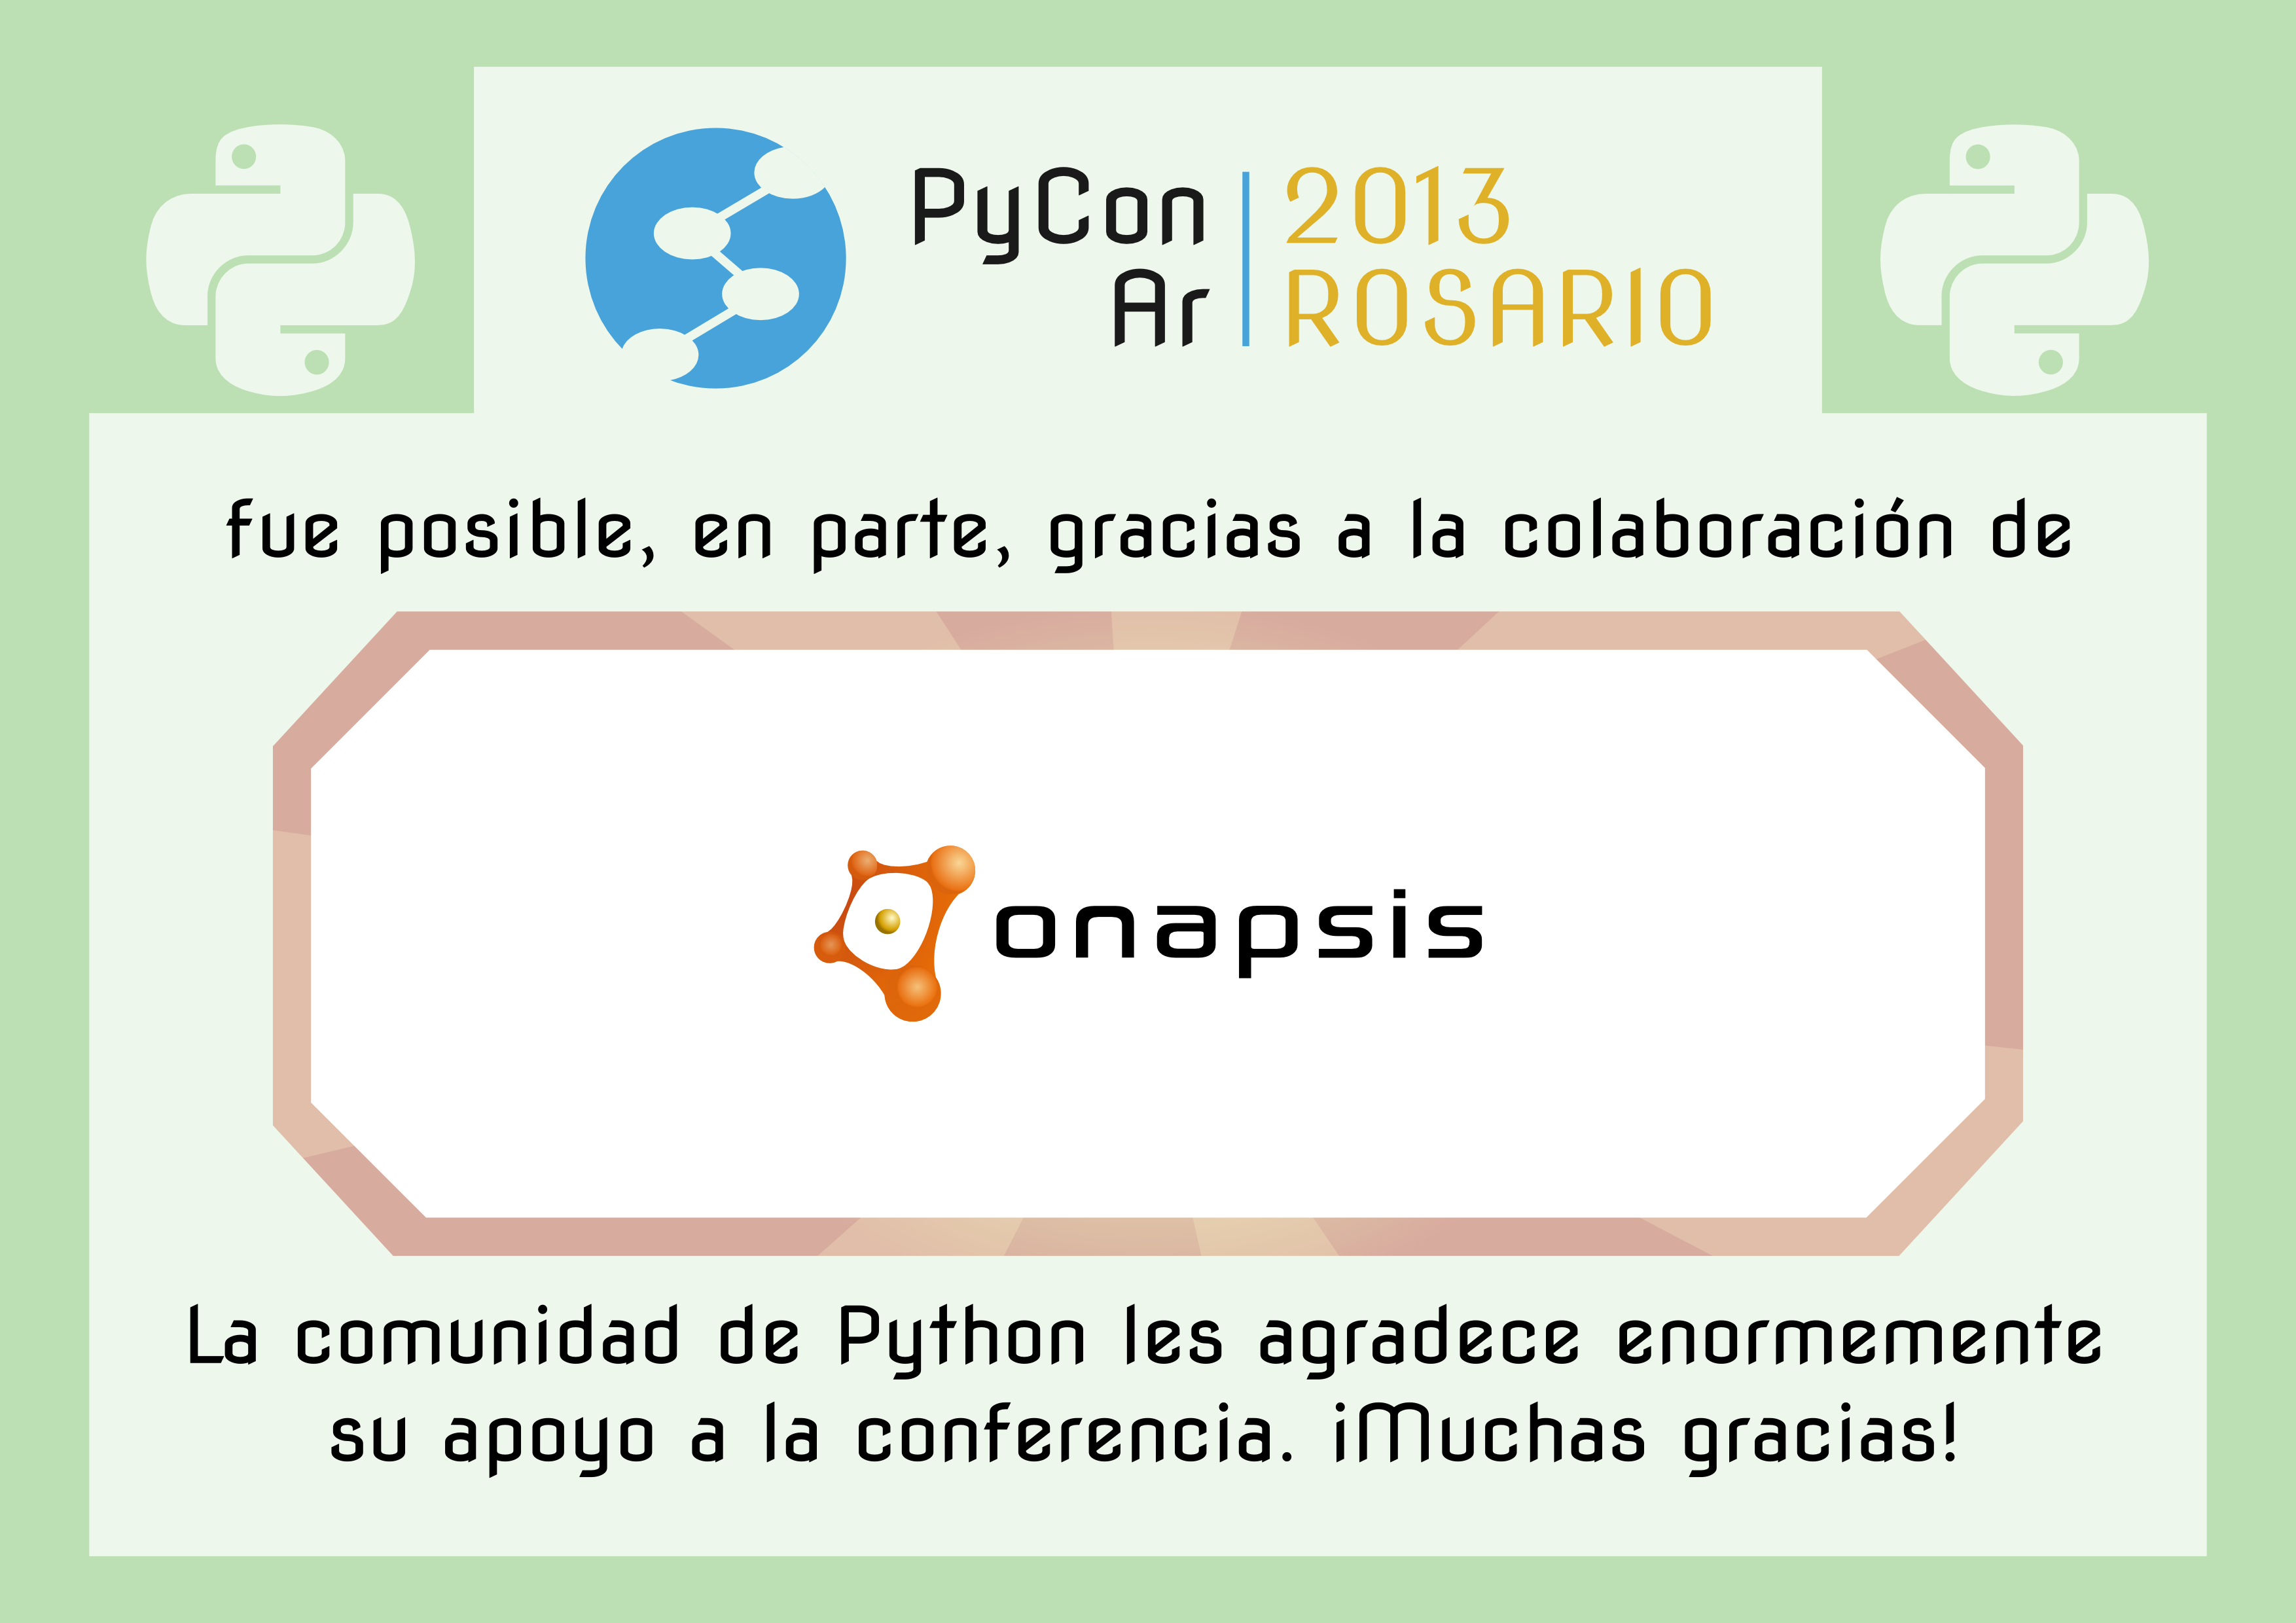 PyCon
Ar
2013
ROSARIO
fue posible, en parte, gracias a la colaboración de
onapsis
La comunidad de Python les agradece enormemente
su apoyo a la conferencia. ¡Muchas gracias!